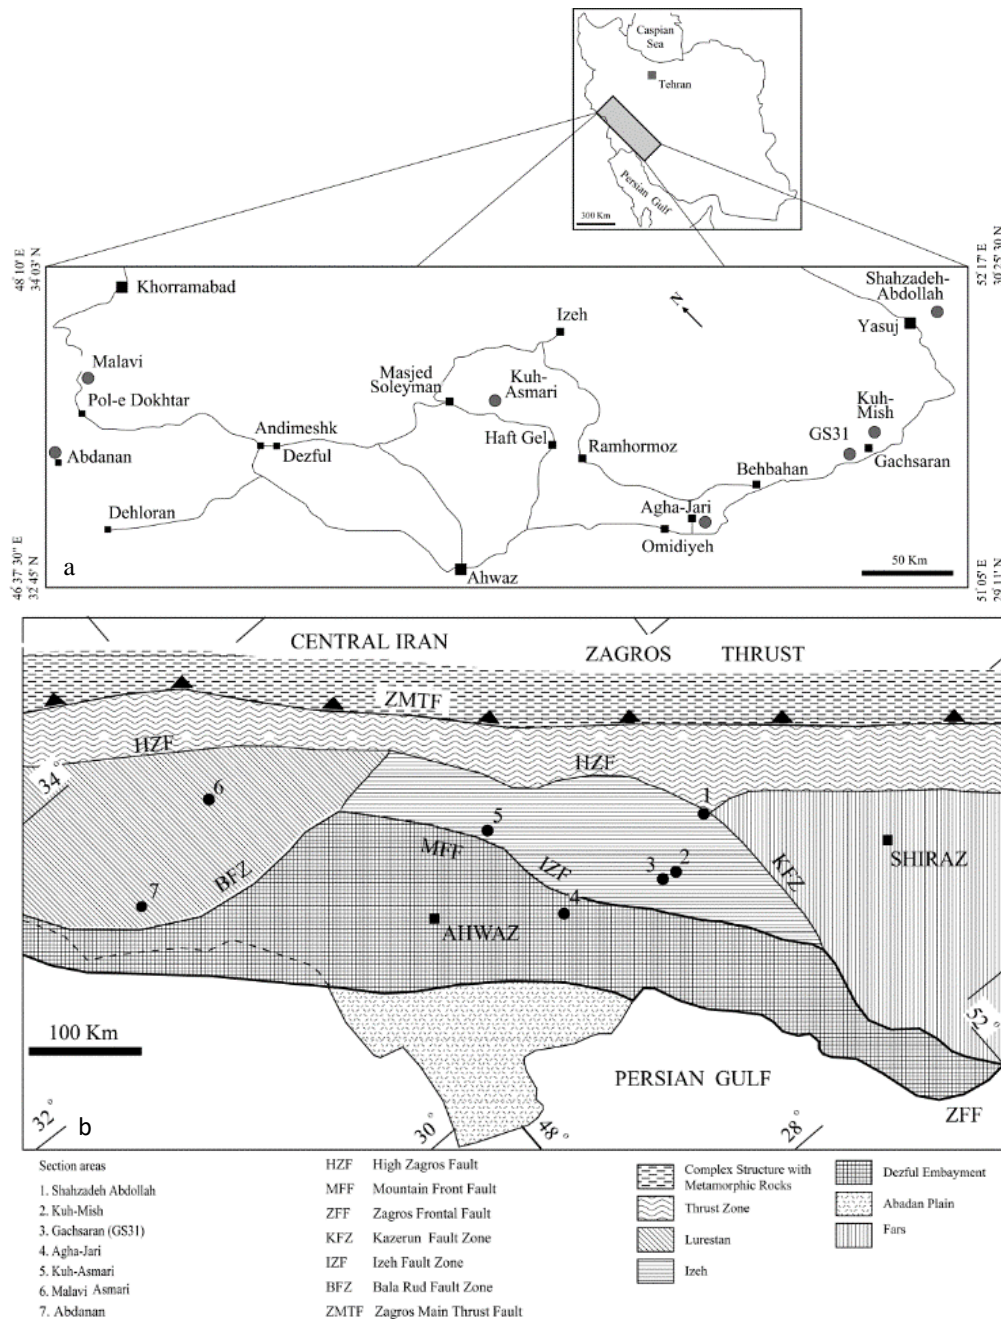 Caspian
Sea
Tehran
Persian Gulf
300 Km
48° 10' E
34° 03' N
52° 17' E
30° 25' 39" N
Khorramabad
Shahzadeh-
Abdollah
Izeh
Yasuj
N
Malavi
Masjed
Soleyman
Kuh-
Asmari
Pol-e Dokhtar
Kuh-
Mish
Andimeshk
GS31
Abdanan
Dezful
Haft Gel
Ramhormoz
Gachsaran
Behbahan
Dehloran
Agha-Jari
Omidiyeh
a
Ahwaz
50 Km
46° 37' 30" E
32° 45' N
51° 05' E
29° 11' N
CENTRAL IRAN
ZAGROS THRUST
ZMTF
HZF
HZF
34°
6
1
5
MFF
SHIRAZ
IZF
3
2
KFZ
BFZ
7
4
AHWAZ
52°
100 Km
PERSIAN GULF
ZFF
32°
b
30°
48°
28°
Section areas
1. Shahzadeh Abdollah
2. Kuh-Mish
3. Gachsaran (GS31)
4. Agha-Jari
5. Kuh-Asmari
6. Malavi Asmari
7. Abdanan
HZF High Zagros Fault
MFF Mountain Front Fault
ZFF Zagros Frontal Fault
KFZ Kazerun Fault Zone
IZF Izeh Fault Zone
BFZ Bala Rud Fault Zone
ZMTF Zagros Main Thrust Fault
Complex Structure with
Metamorphic Rocks
Thrust Zone
Lurestan
Izeh
Dezful Embayment
Abadan Plain
Fars